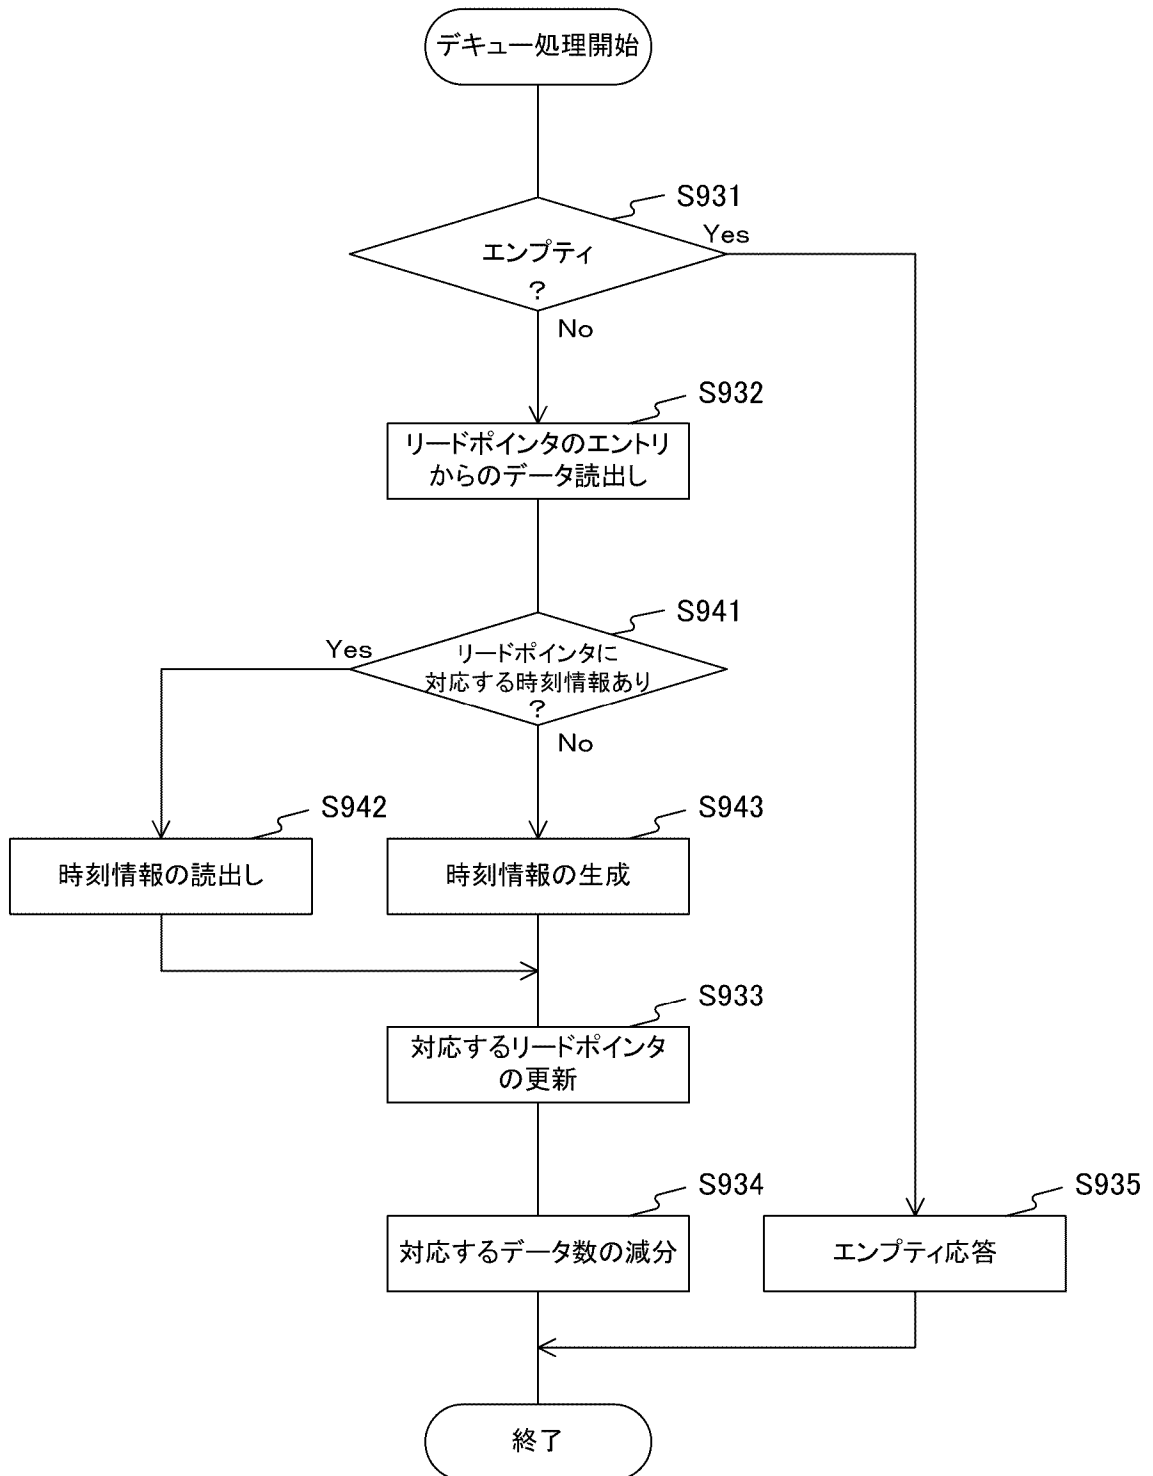 デキュー処理開始
S931
エンプティ
?
Yes
No
S932
リードポインタのエントリ
からのデータ読出し
S941
リードポインタに
対応する時刻情報あり
?
Yes
No
S942
時刻情報の読出し
S943
時刻情報の生成
S933
対応するリードポインタ
の更新
S934
対応するデータ数の減分
S935
エンプティ応答
終了